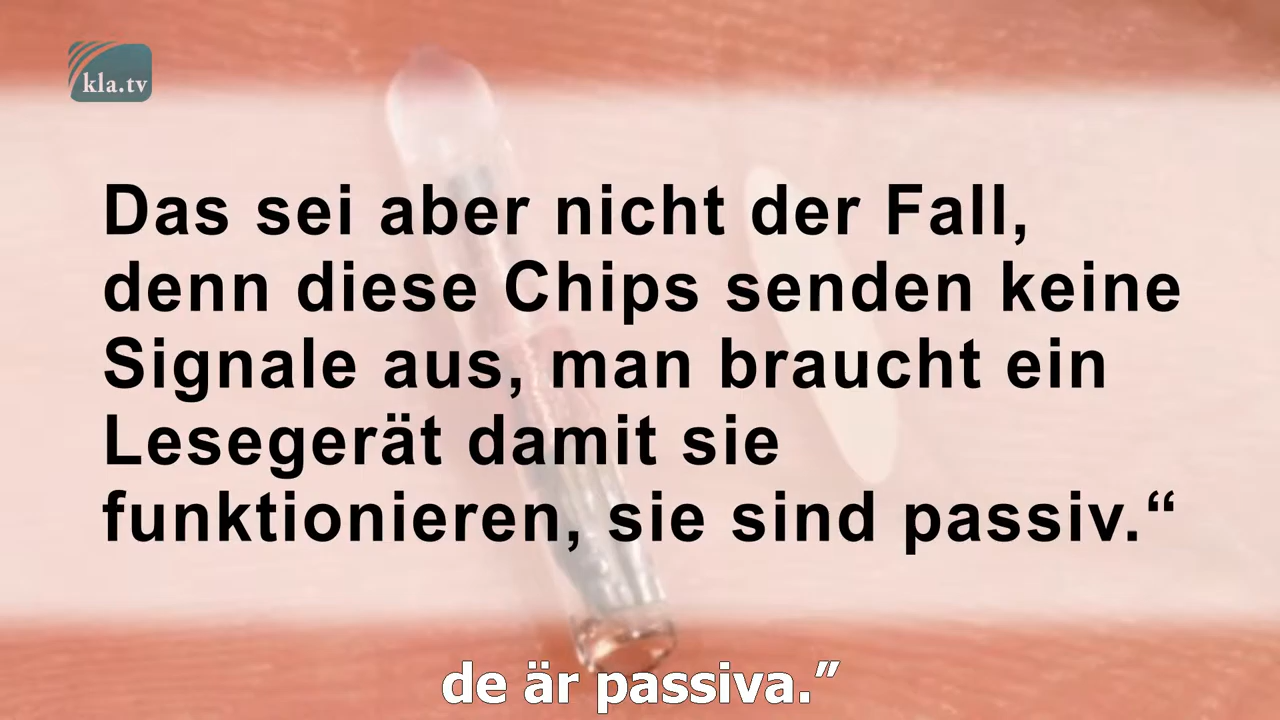 kla.tv
Das sei aber nicht der Fall,
denn diese Chips senden keine
Signale aus, man braucht ein
Lesegerät damit sie
funktionieren, sie sind passiv.“
de är passiva.”